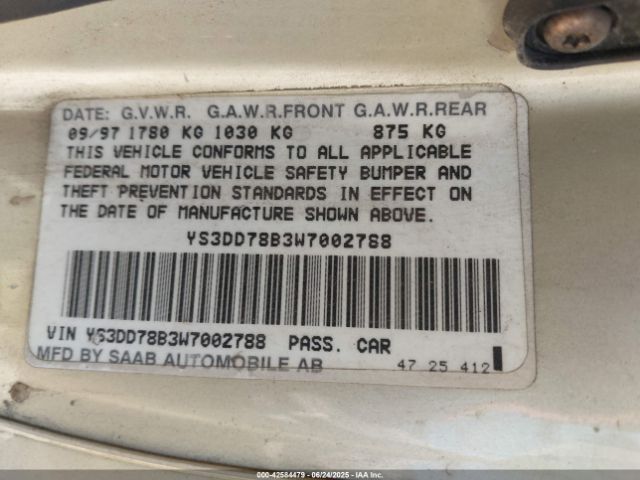 DATE: G.V.W.R. G.A.W.R.FRONT G.A.W.R.REAR
09/97 1780 KG 1030 KG 875 KG
THIS VEHICLE CONFORMS TO ALL APPLICABLE
FEDERAL MOTOR VEHICLE SAFETY BUMPER AND
THEFT PREVENTION STANDARDS IN EFFECT ON
THE DATE OF MANUFACTURE SHOWN ABOVE.
YS3DD78B3W7002788
VIN YS3DD78B3W7002788 PASS. CAR
MFD BY SAAB AUTOMOBILE AB 47 25 412
000-42584479 - 06/24/2025 - IAAI.COM